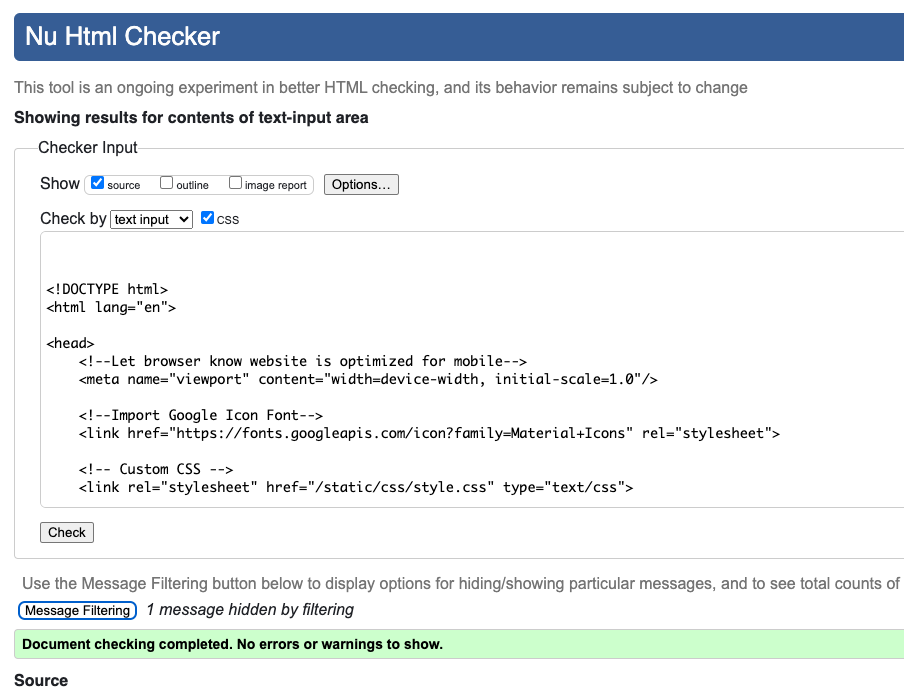 Nu Html Checker
This tool is an ongoing experiment in better HTML checking, and its behavior remains subject to change
Showing results for contents of text-input area
Checker Input
Show source outline image report Options...
Check by text input CSS
<!DOCTYPE html>
<html lang="en">
<head>
<!--Let browser know website is optimized for mobile-->
<meta name="viewport" content="width=device-width, initial-scale=1.0"/>
<!--Import Google Icon Font-->
<link href="https://fonts.googleapis.com/icon?family=Material+Icons" rel="stylesheet">
<!-- Custom CSS -->
<link rel="stylesheet" href="/static/css/style.css" type="text/css">
Check
Use the Message Filtering button below to display options for hiding/showing particular messages, and to see total counts of
Message Filtering 1 message hidden by filtering
Document checking completed. No errors or warnings to show.
Source